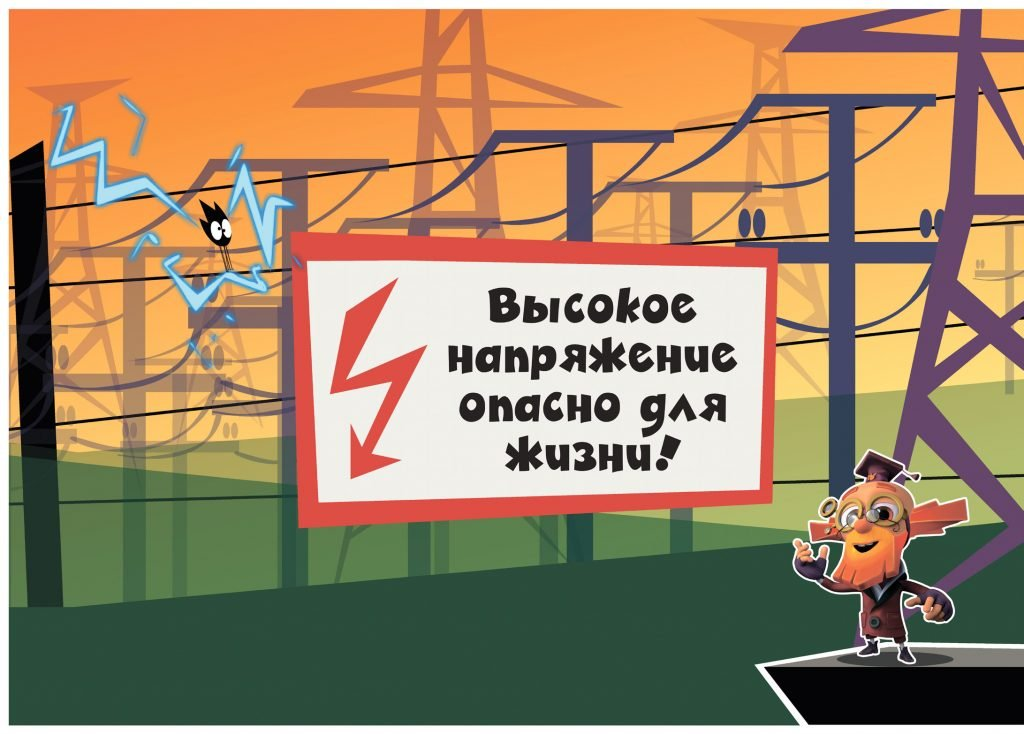 Высокое
напряжение
опасно для
жизни!